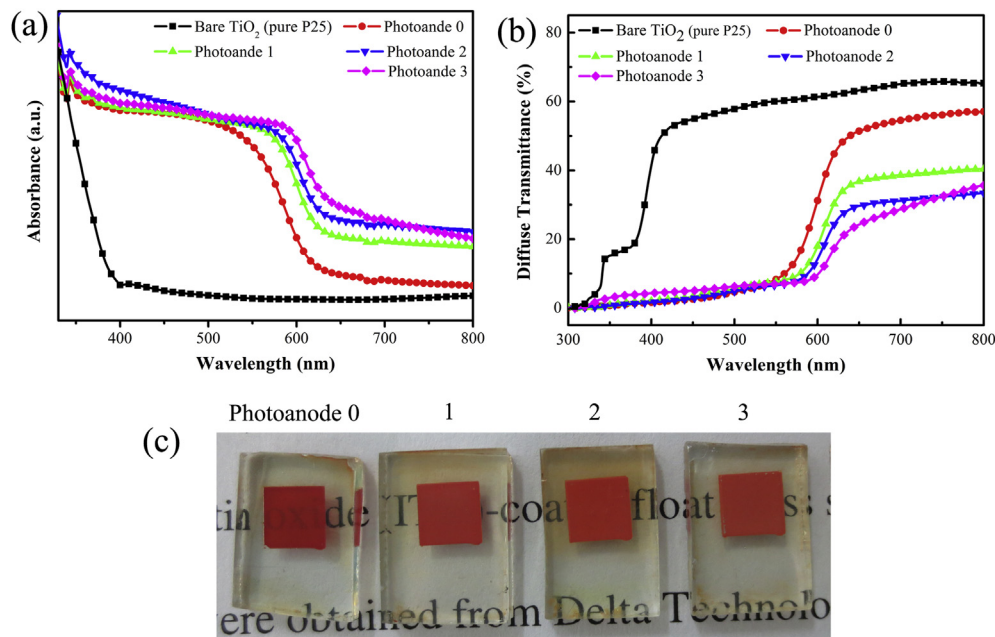 (a)
Bare TiO2 (pure P25)
Photoande 0
Photoande 1
Photoande 2
Photoande 3
Absorbance (a.u.)
400 500 600 700 800
Wavelength (nm)
(b)
Bare TiO2 (pure P25)
Photoanode 0
Photoanode 1
Photoanode 2
Photoanode 3
Diffuse Transmittance (%)
80
60
40
20
0
300 400 500 600 700 800
Wavelength (nm)
(c)
Photoanode 0 1 2 3
tin oxide float
were obtained from Delta Technolo